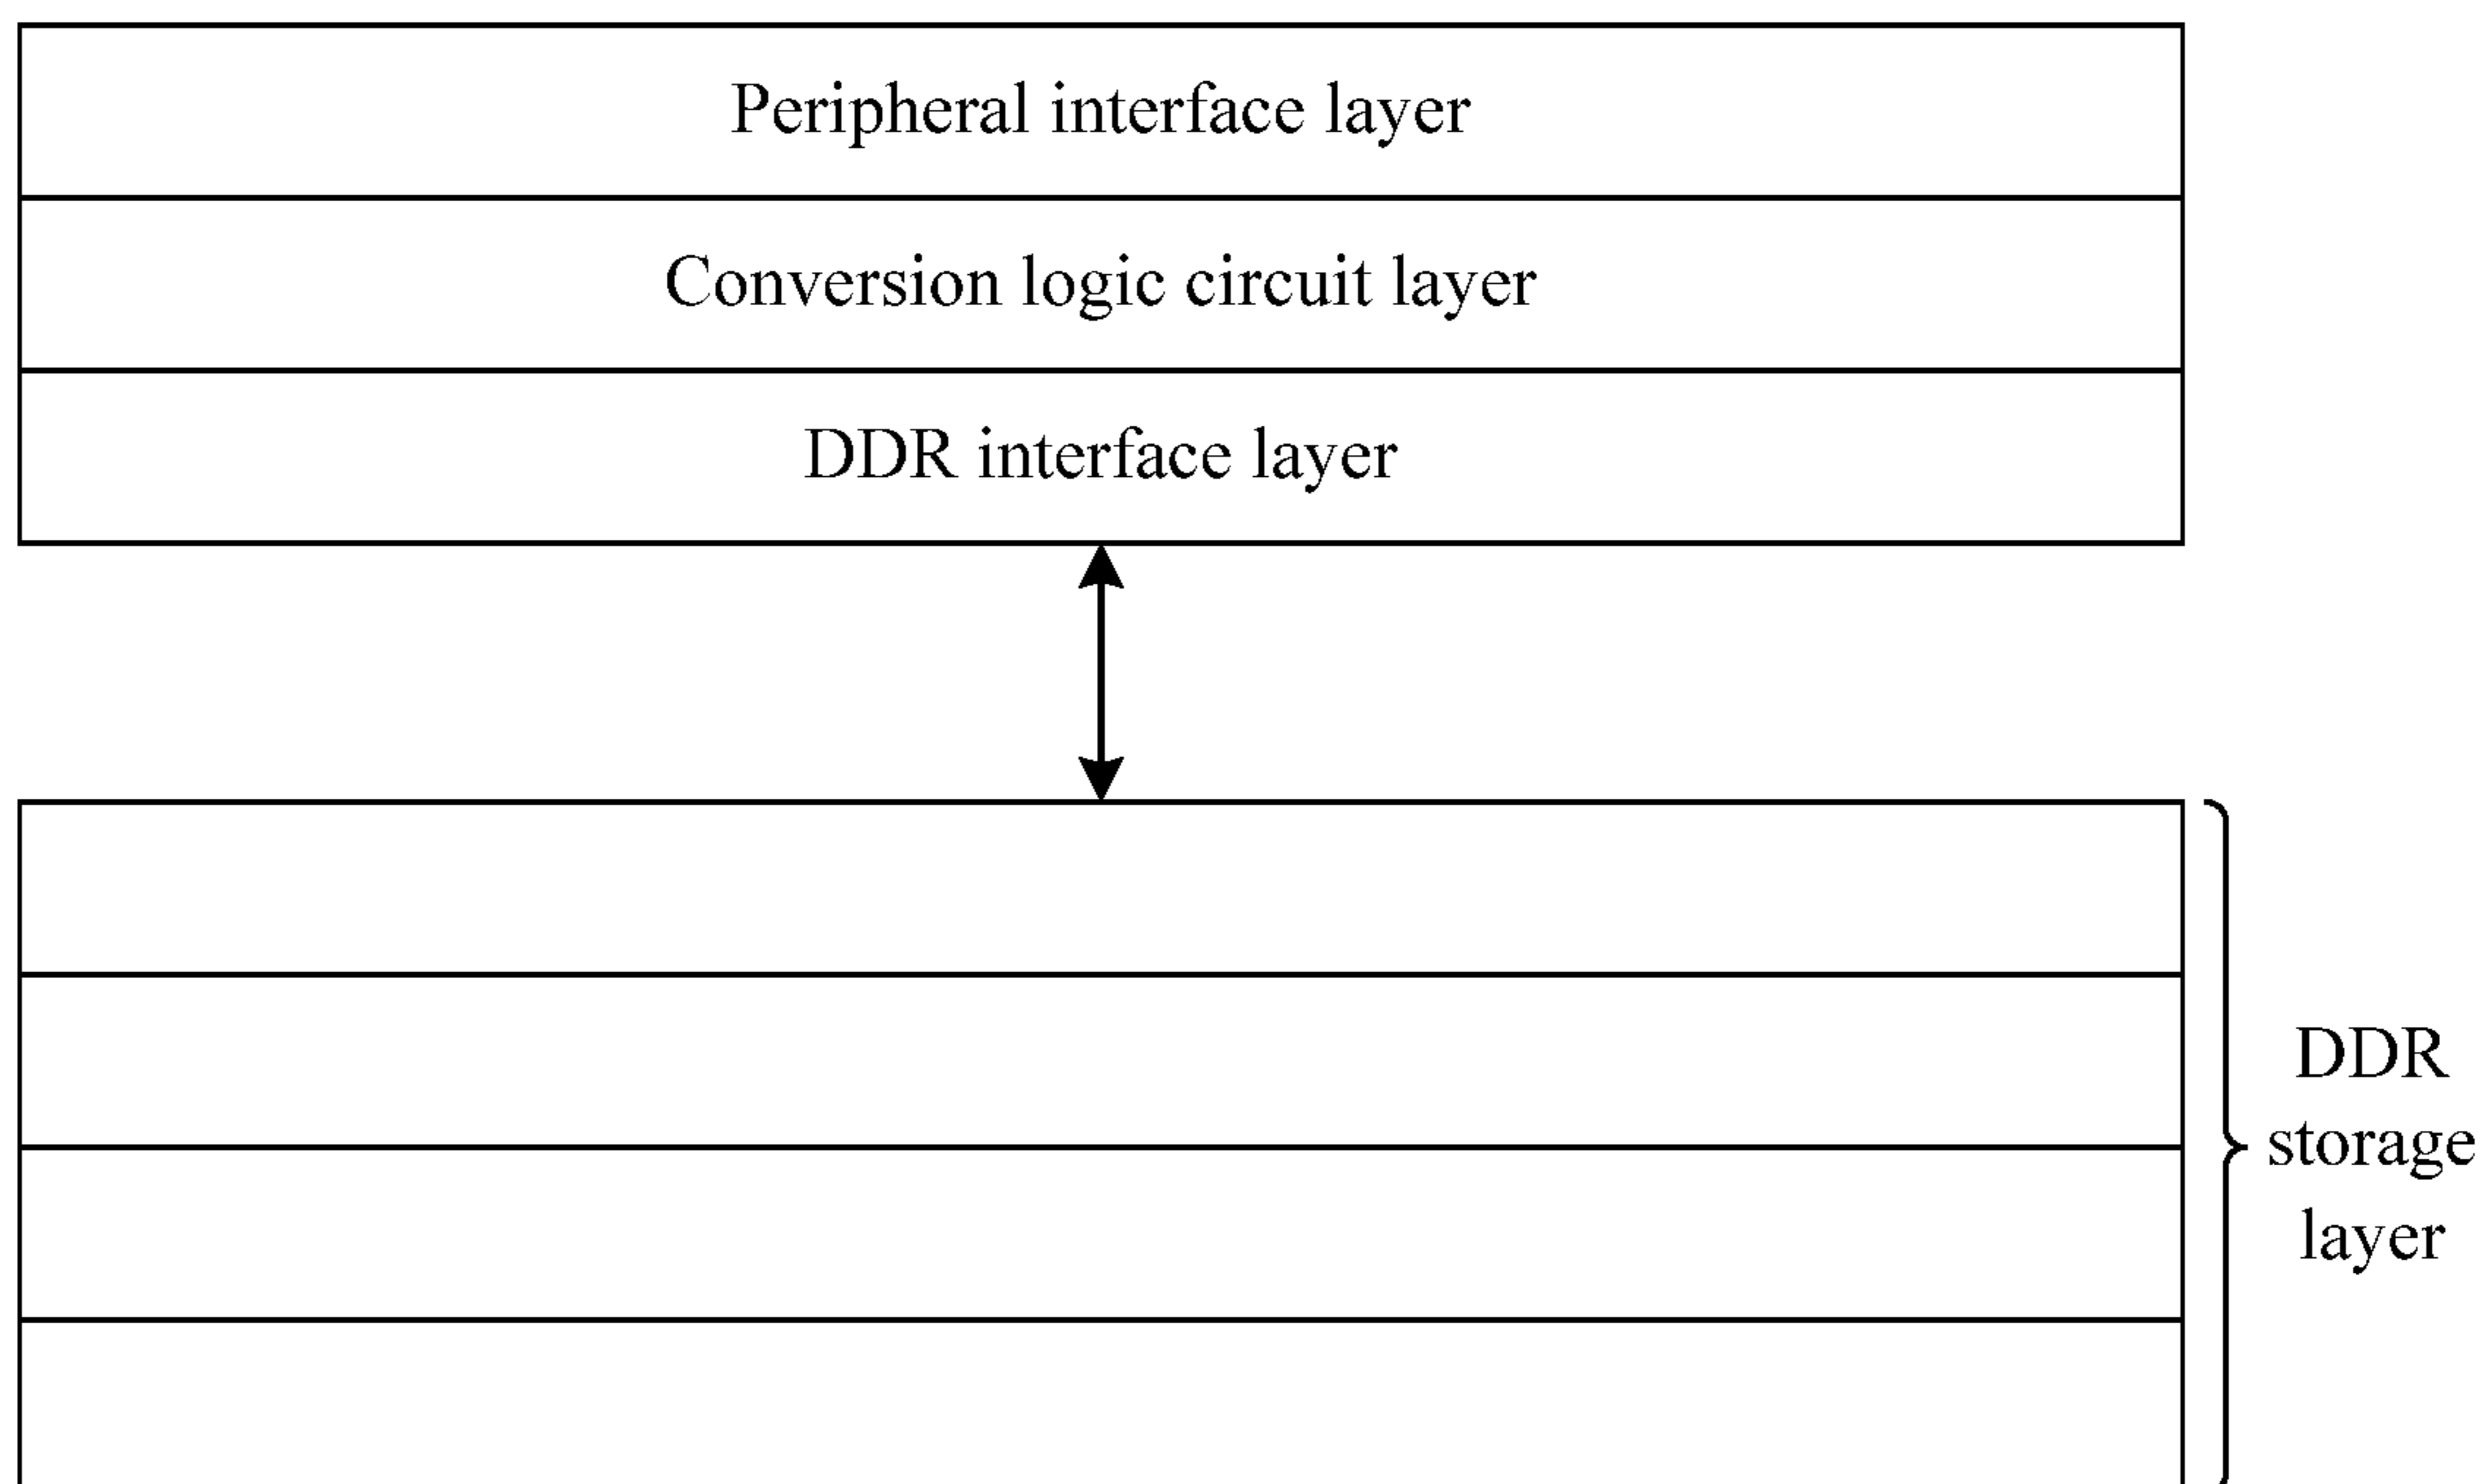 Peripheral interface layer
Conversion logic circuit layer
DDR interface layer
DDR
storage
layer